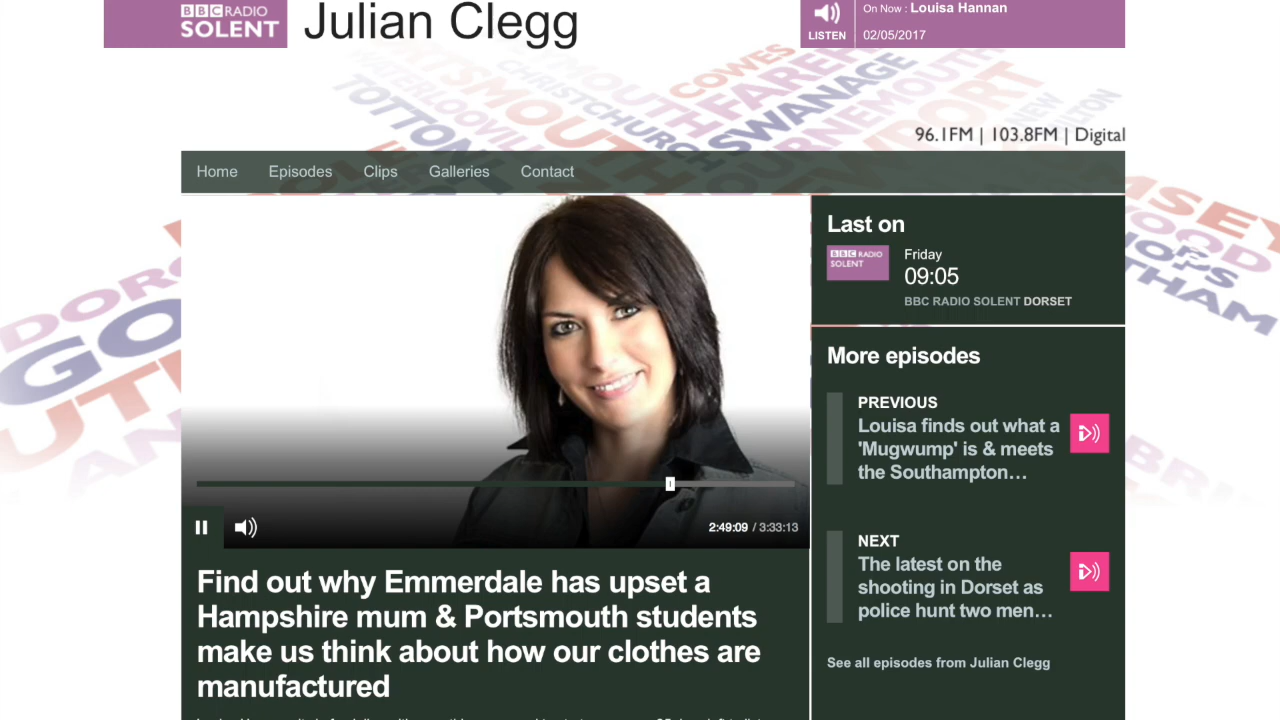 BBC RADIO
SOLENT
Julian Clegg
LISTEN
On Now : Louisa Hannan
02/05/2017
COWES
CHRISTCHURCH
SWANAGE
TOTTON
96.1FM | 103.8FM | Digital
Home Episodes Clips Galleries Contact
Last on
BBC RADIO
SOLENT
Friday
09:05
BBC RADIO SOLENT DORSET
More episodes
PREVIOUS
Louisa finds out what a
'Mugwump' is & meets
the Southampton…
NEXT
The latest on the
shooting in Dorset as
police hunt two men…
See all episodes from Julian Clegg
2:49:09 / 3:33:13
Find out why Emmerdale has upset a
Hampshire mum & Portsmouth students
make us think about how our clothes are
manufactured